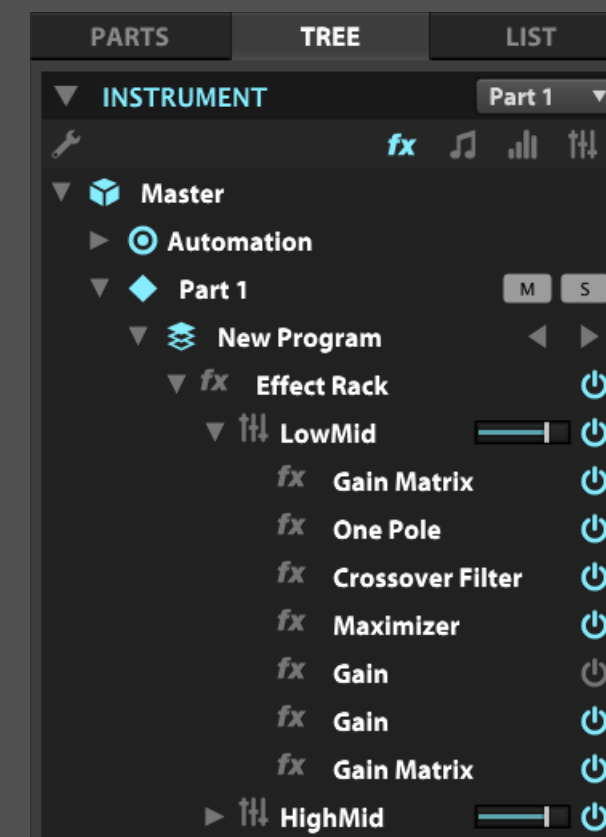 PARTS TREE LIST
INSTRUMENT Part 1
fx
Master
Automation
Part 1 M S
New Program
fx Effect Rack
LowMid
fx Gain Matrix
fx One Pole
fx Crossover Filter
fx Maximizer
fx Gain
fx Gain
fx Gain Matrix
HighMid